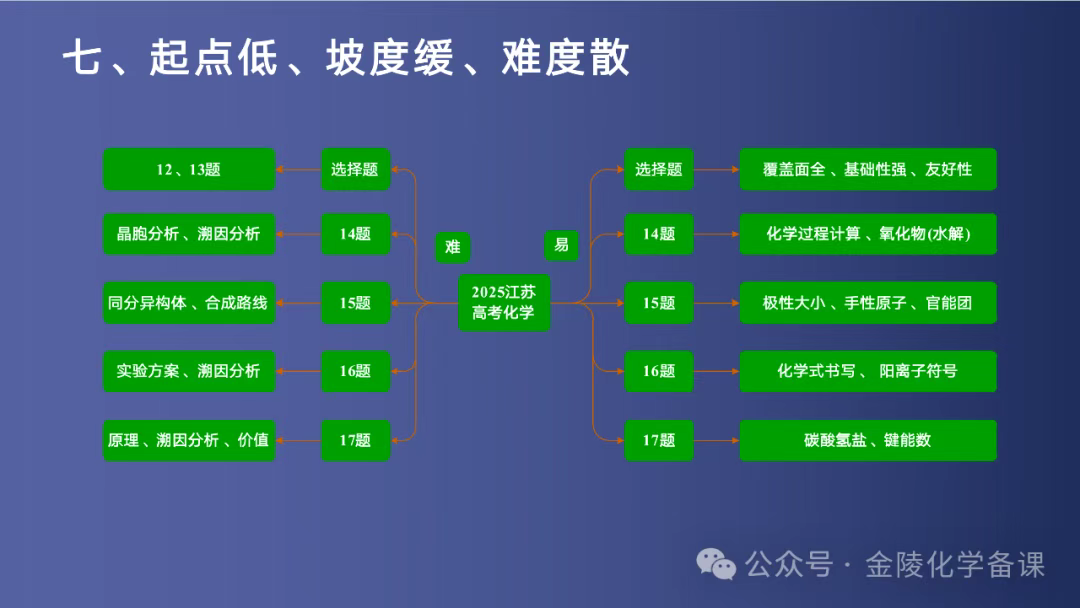 七、起点低、坡度缓、难度散
12、13题
选择题
选择题
覆盖面全、基础性强、友好性
晶胞分析、溯因分析
14题
难
易
14题
化学过程计算、氧化物(水解)
2025江苏
高考化学
同分异构体、合成路线
15题
15题
极性大小、手性原子、官能团
实验方案、溯因分析
16题
16题
化学式书写、 阳离子符号
原理、溯因分析、价值
17题
17题
碳酸氢盐、键能数
公众号 · 金陵化学备课